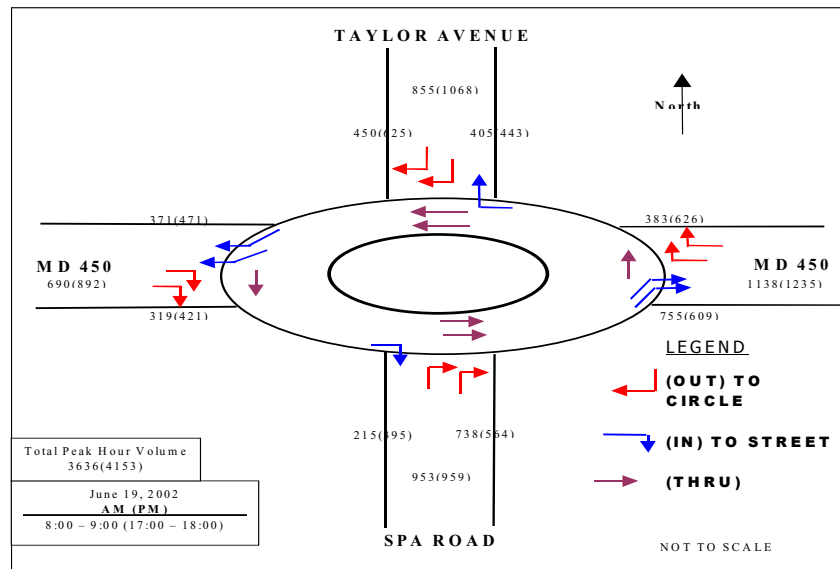 TAYLOR AVENUE
855(1068)
North
450(625) 405(443)
371(471) 383(626)
MD 450 MD 450
690(892) 1138(1235)
319(421) 755(609)
LEGEND
(OUT) TO
CIRCLE
215(395) 738(564)
(IN) TO STREET
Total Peak Hour Volume
3636(4153)
953(959)
(THRU)
June 19, 2002
AM (PM)
8:00 – 9:00 (17:00 – 18:00)
SPA ROAD
NOT TO SCALE